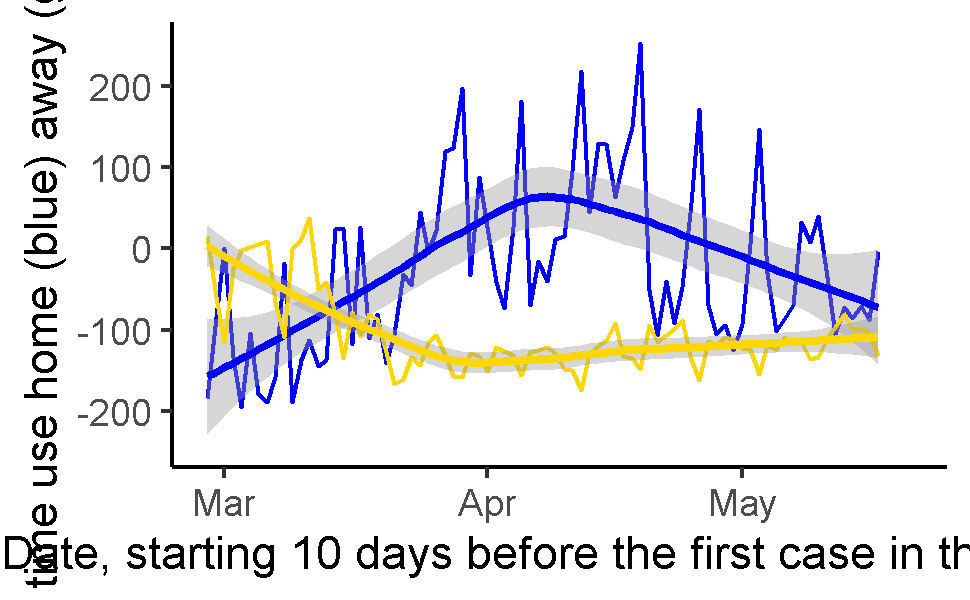 time use home (blue) away (
200
100
0
-100
-200
Mar Apr May
Date, starting 10 days before the first case in th